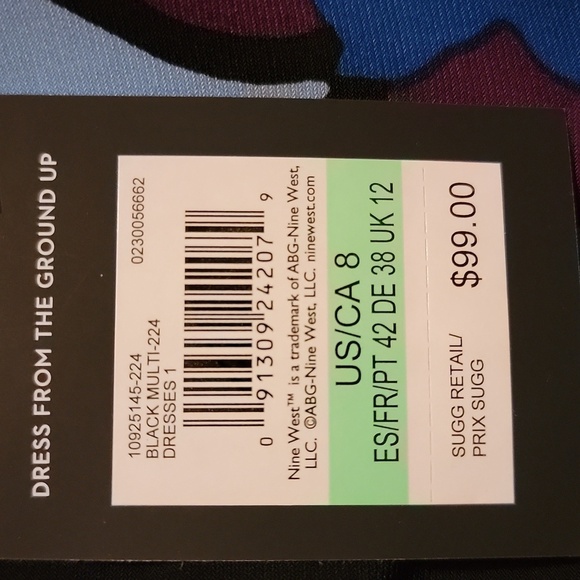 DRESS FROM THE GROUND UP
10925145-224 0230056662
BLACK MULTI-224
DRESSES 1
0 91309 24207 9
Nine West™ is a trademark of ABG-Nine West,
LLC. ©ABG-Nine West, LLC. ninewest.com
US/CA 8
ES/FR/PT 42 DE 38 UK 12
SUGG RETAIL/
PRIX SUGG
$99.00